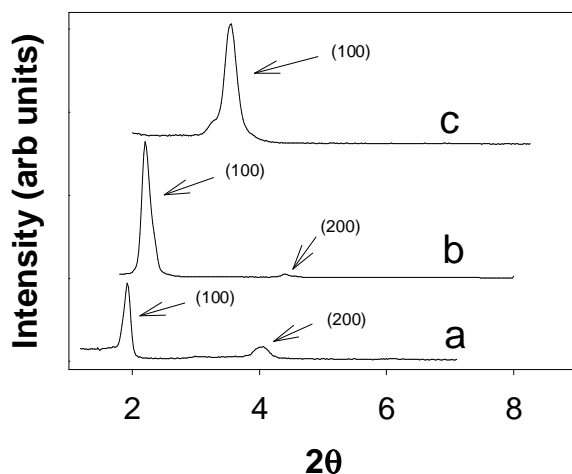 Intensity (arb units)
(100)
c
(100)
(200)
b
(100)
(200)
a
2
4
6
8
2θ